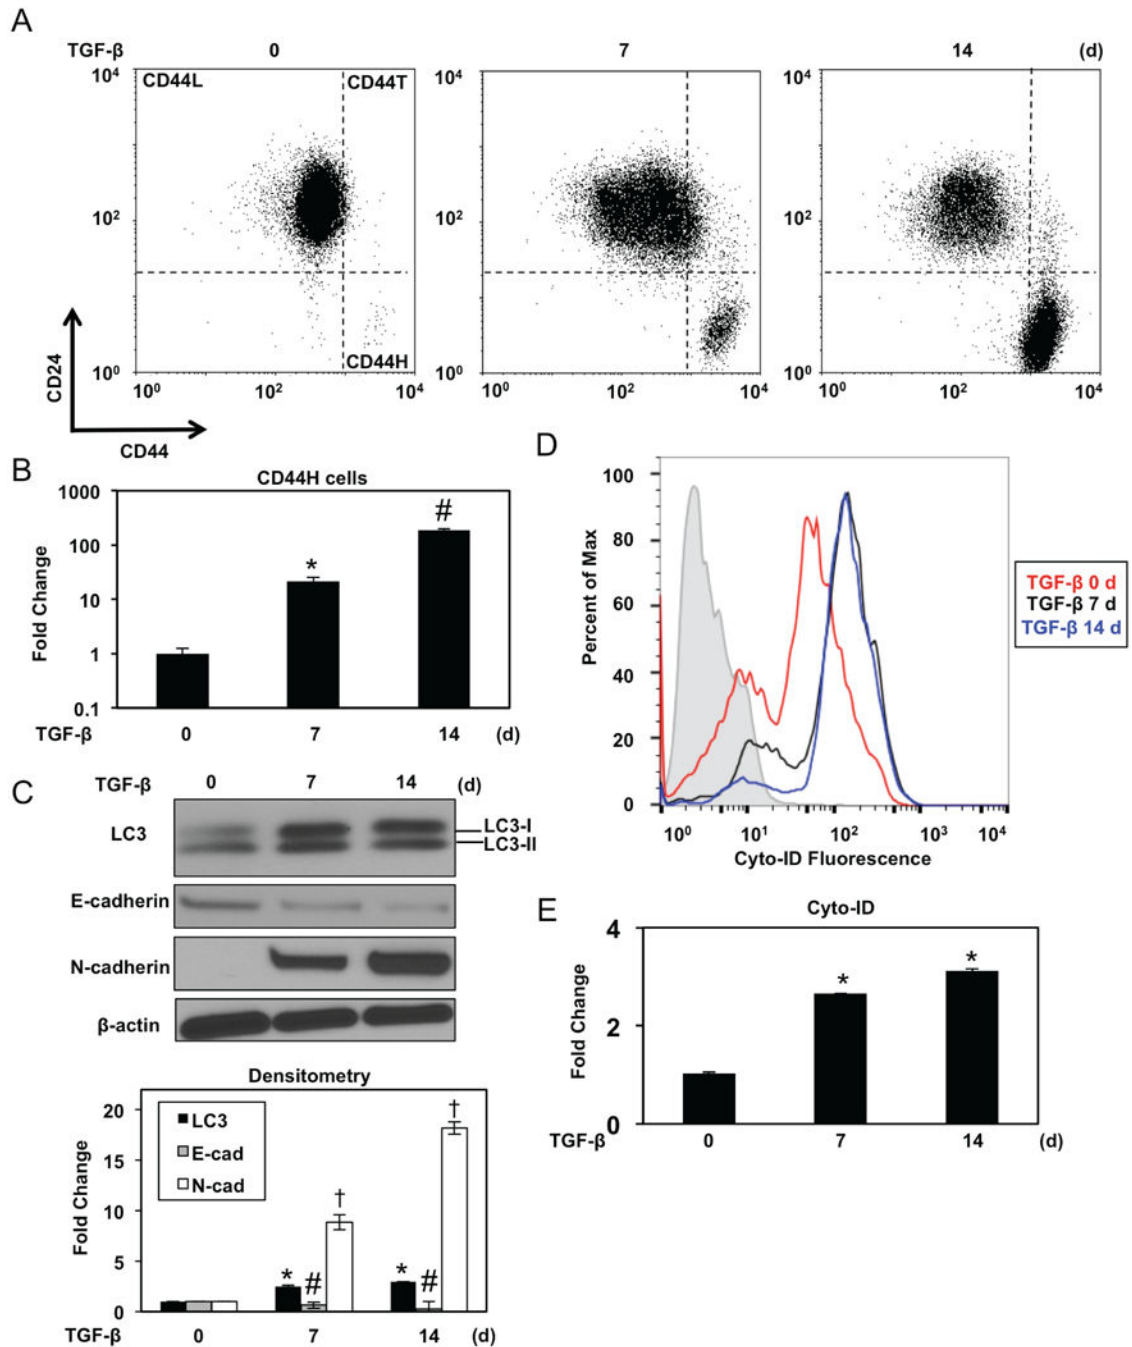 A
TGF-β 0 7 14 (d)
10⁴ 10⁴ 10⁴
CD44L CD44T
10² 10² 10²
CD44H
10⁰ 10⁰ 10⁰
10⁰ 10² 10⁴ 10⁰ 10² 10⁴ 10⁰ 10² 10⁴
CD24
CD44
B
CD44H cells
Fold Change
1000
100
10
1
0.1
* #
TGF-β 0 7 14 (d)
C
TGF-β 0 7 14 (d)
LC3
LC3-I
LC3-II
E-cadherin
N-cadherin
β-actin
Densitometry
Fold Change
20
15
10
5
0
LC3
E-cad
N-cad
* # †
* # †
TGF-β 0 7 14 (d)
D
Percent of Max
100
80
60
40
20
0
10⁰ 10¹ 10² 10³ 10⁴
Cyto-ID Fluorescence
TGF-β 0 d
TGF-β 7 d
TGF-β 14 d
E
Cyto-ID
Fold Change
4
2
0
* *
TGF-β 0 7 14 (d)